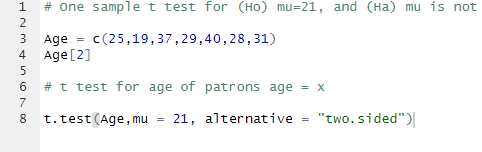 1 # One sample t test for (Ho) mu=21, and (Ha) mu is not
2
3 Age = c(25,19,37,29,40,28,31)
4 Age[2]
5
6 # t test for age of patrons age = x
7
8 t.test(Age,mu = 21, alternative = "two.sided")